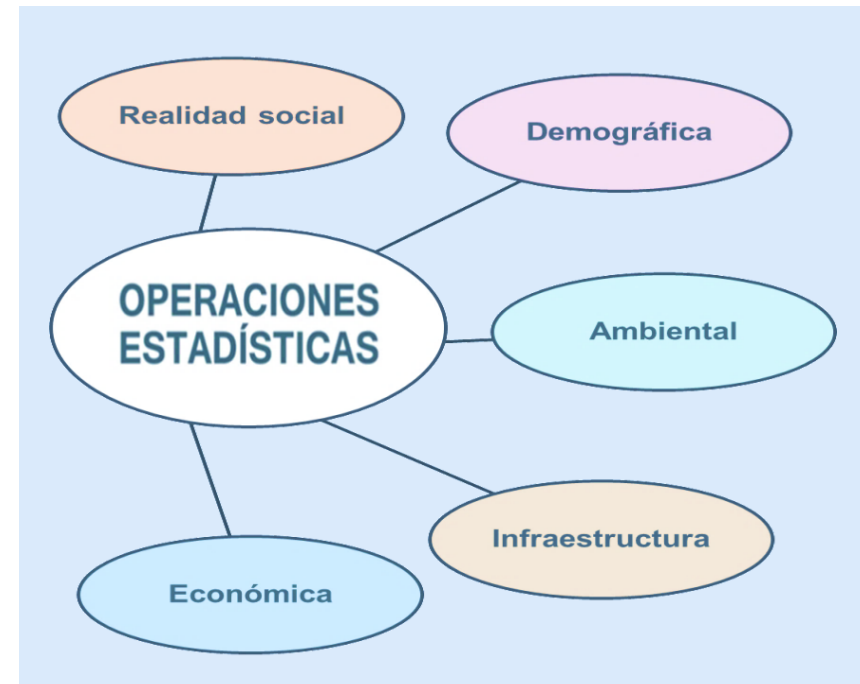 Realidad social
Demográfica
OPERACIONES
ESTADÍSTICAS
Ambiental
Infraestructura
Económica